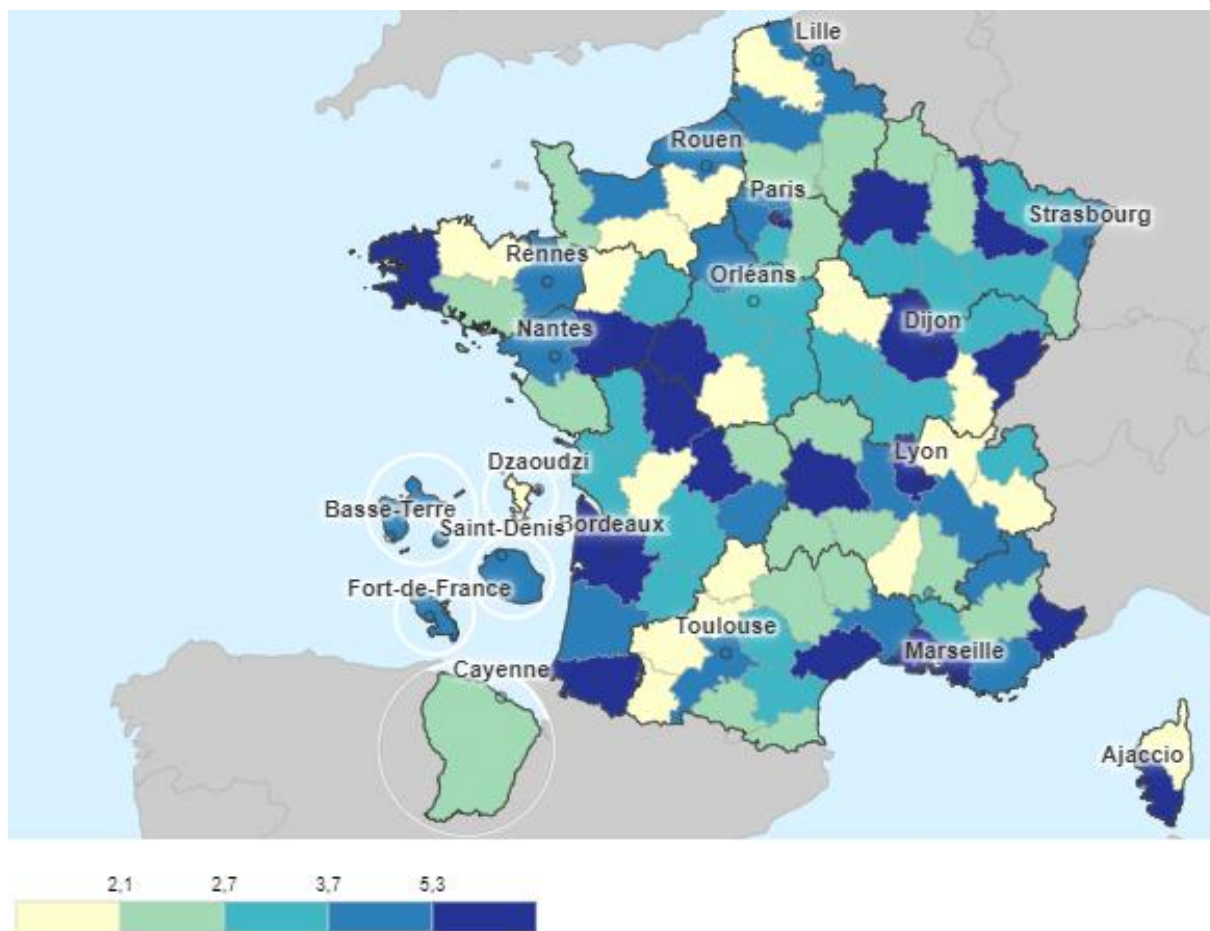 Lille
Rouen
Paris
Strasbourg
Rennes
Orléans
Nantes
Dijon
Lyon
Dzaoudzi
Basse-Terre
Saint-Denis
Bordeaux
Fort-de-France
Toulouse
Marseille
Cayenne
Ajaccio
2,1 2,7 3,7 5,3